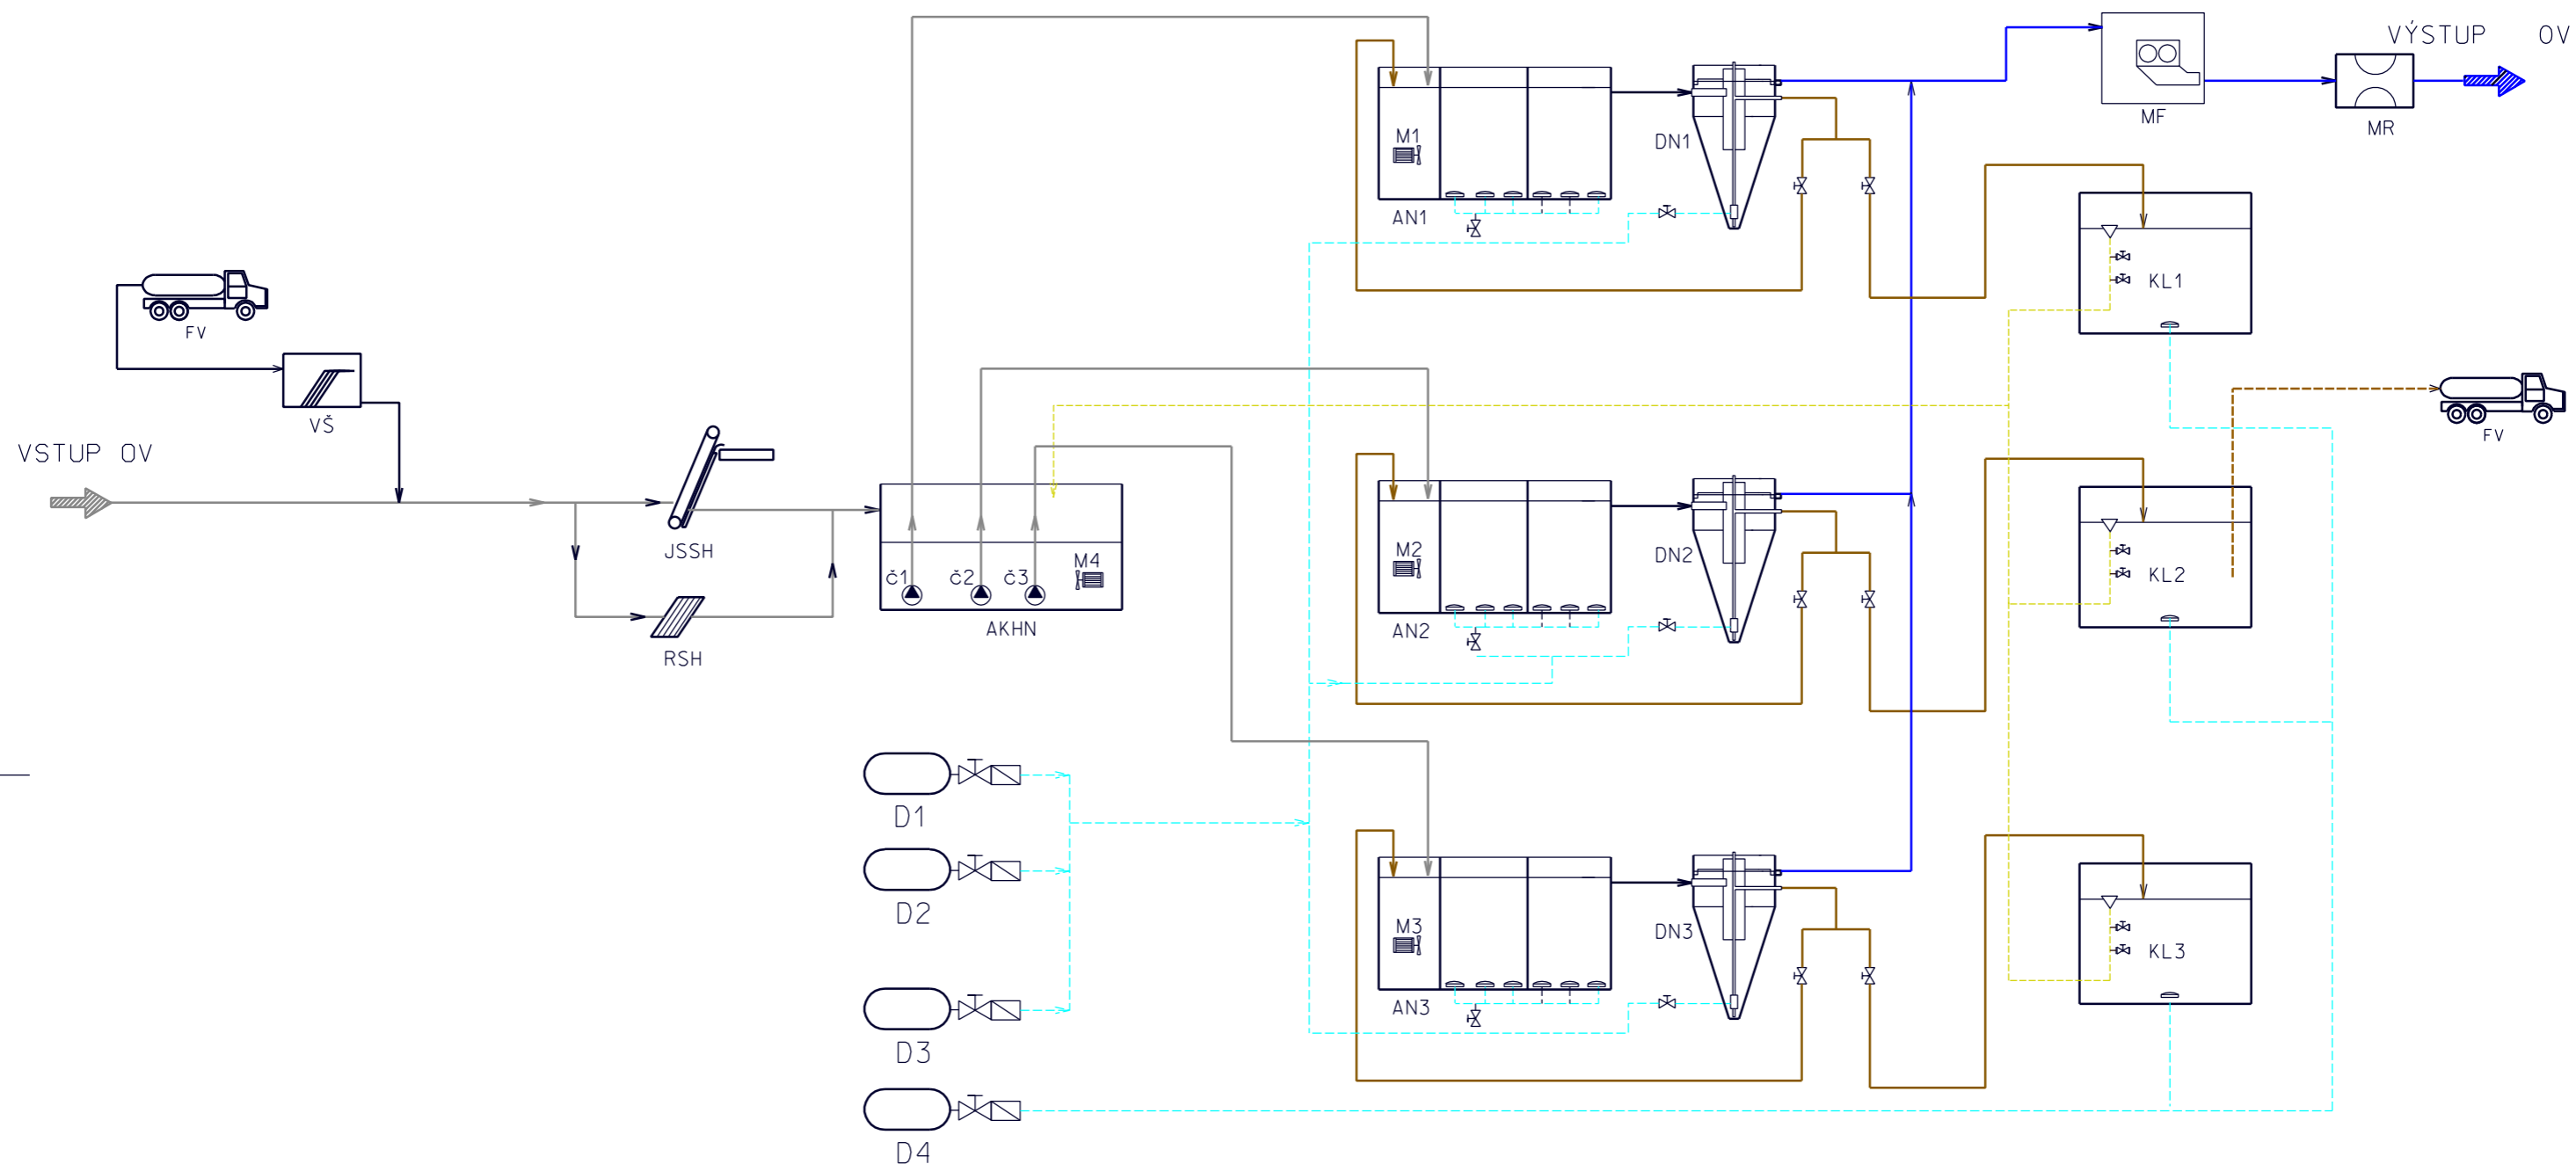 VÝSTUP OV
MF
MR
M1
DN1
AN1
KL1
FV
VŠ
FV
VSTUP OV
JSSH
M4
č1 č2 č3
AKHN
RSH
M2
DN2
AN2
KL2
D1
D2
D3
D4
M3
DN3
AN3
KL3